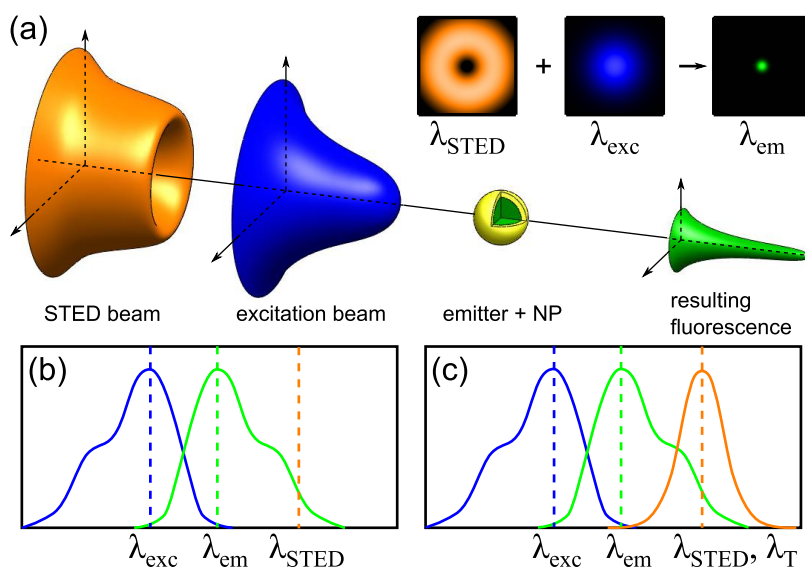 (a)
+
λSTED λexc λem
STED beam excitation beam emitter + NP resulting
fluorescence
(b) (c)
λexc λem λSTED λexc λem λSTED, λT